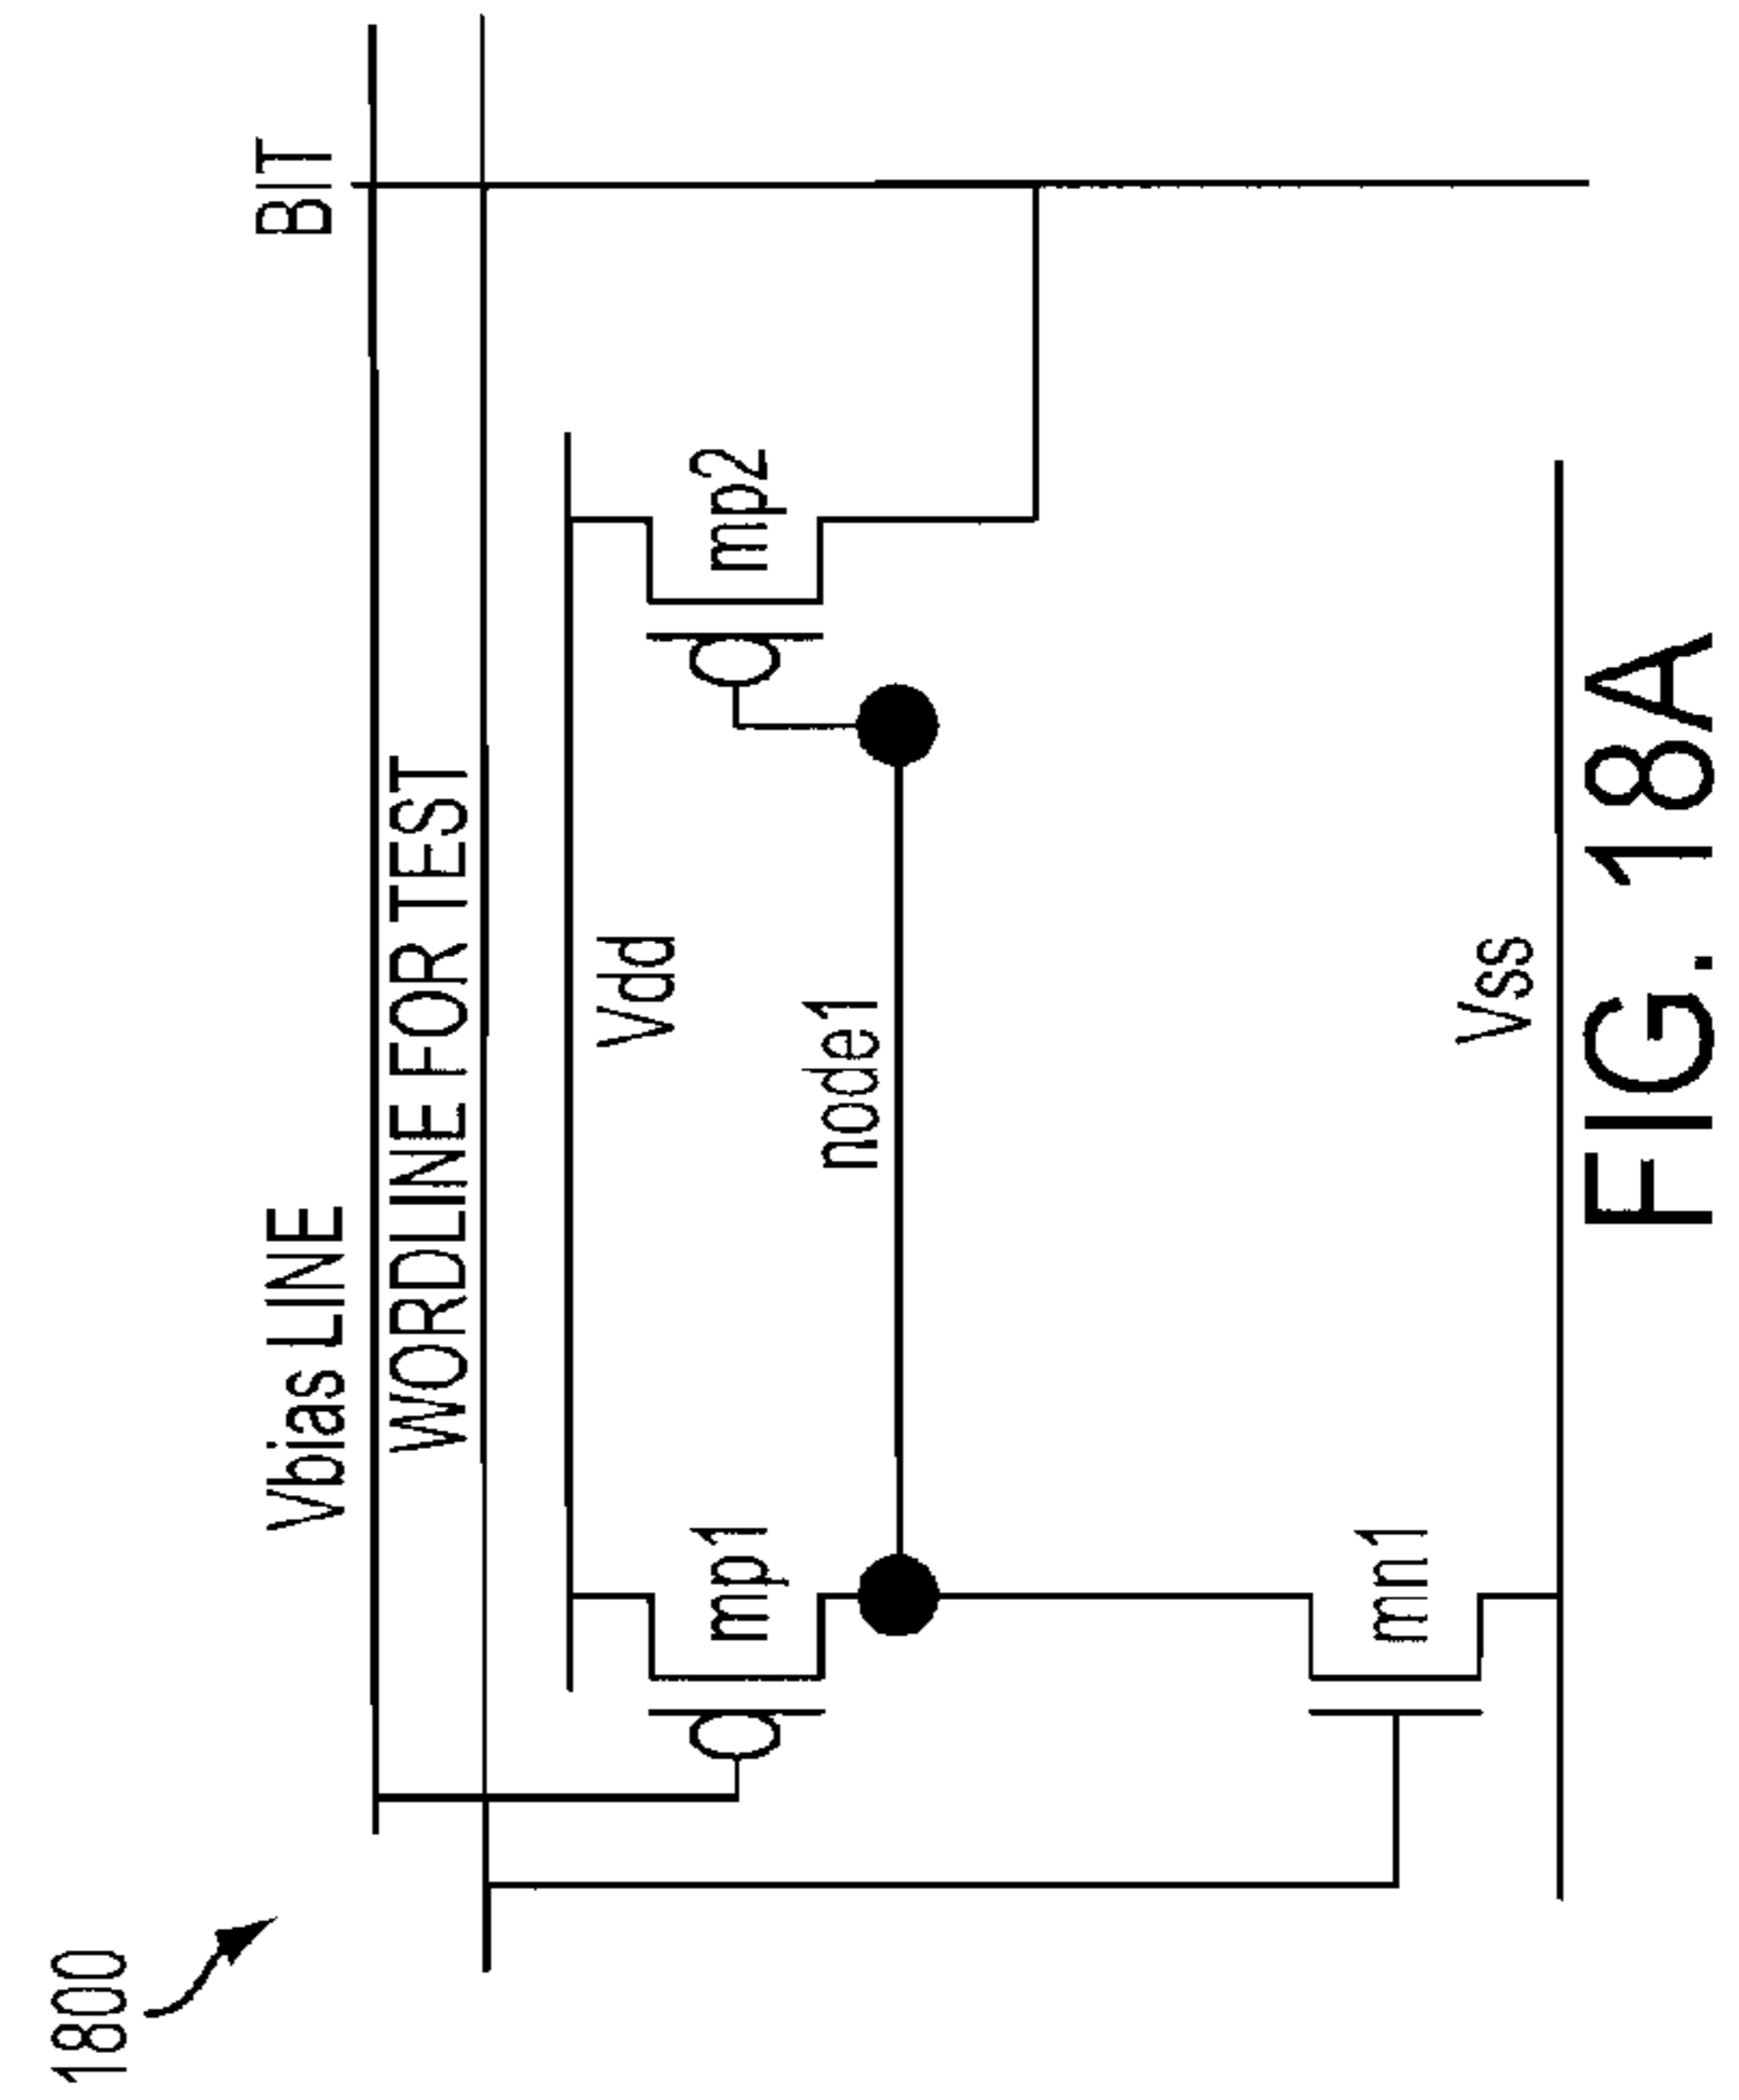 1800
Vbias LINE
BIT
WORDLINE FOR TEST
Vdd
mp1
mp2
node1
mn1
Vss
FIG. 18A